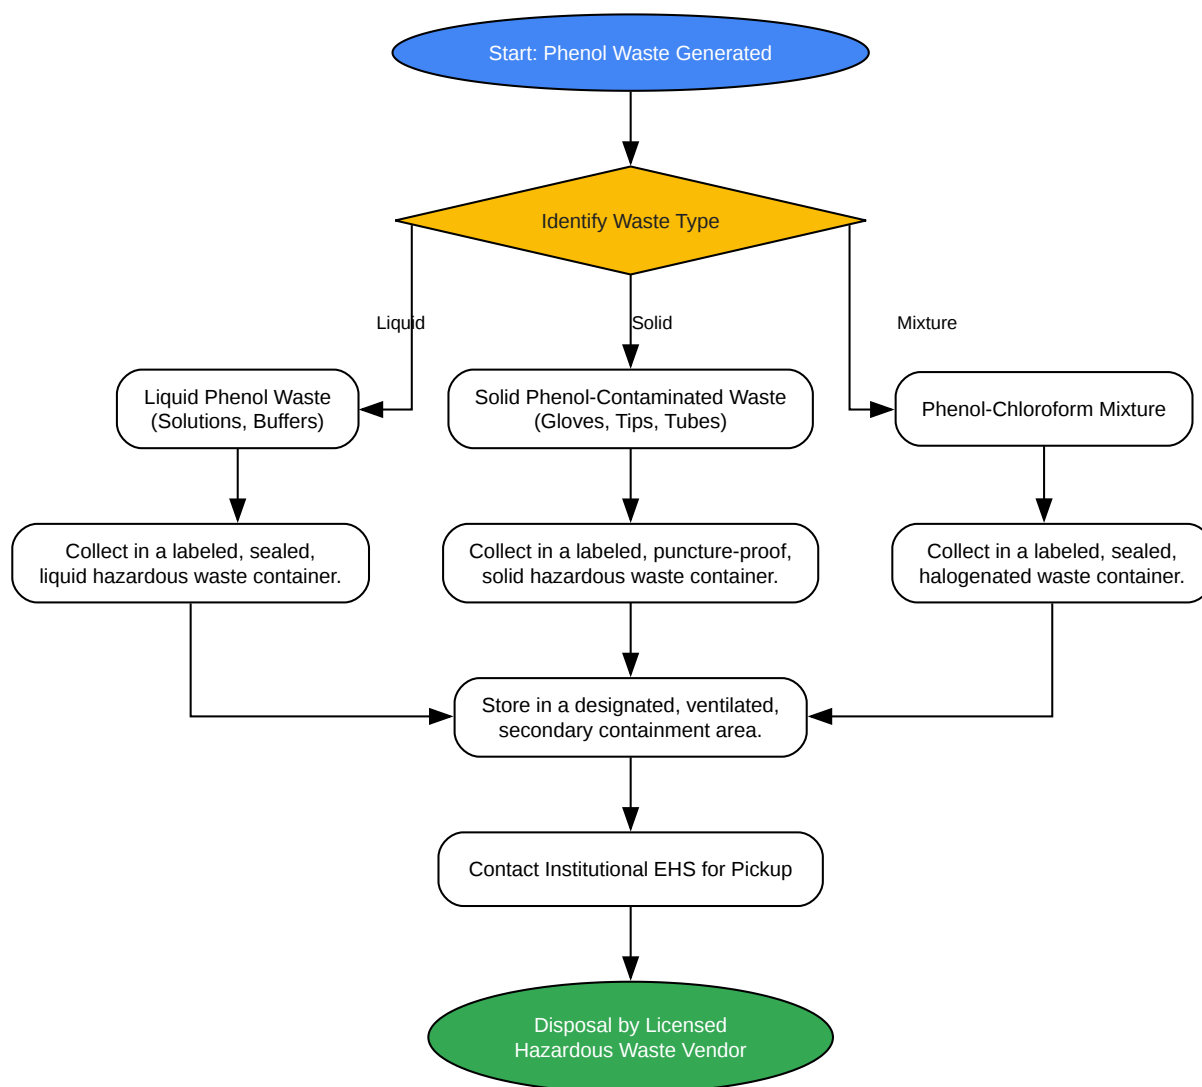 Start: Phenol Waste Generated
Identify Waste Type
Liquid
Solid
Mixture
Liquid Phenol Waste
(Solutions, Buffers)
Solid Phenol-Contaminated Waste
(Gloves, Tips, Tubes)
Phenol-Chloroform Mixture
Collect in a labeled, sealed,
liquid hazardous waste container.
Collect in a labeled, puncture-proof,
solid hazardous waste container.
Collect in a labeled, sealed,
halogenated waste container.
Store in a designated, ventilated,
secondary containment area.
Contact Institutional EHS for Pickup
Disposal by Licensed
Hazardous Waste Vendor